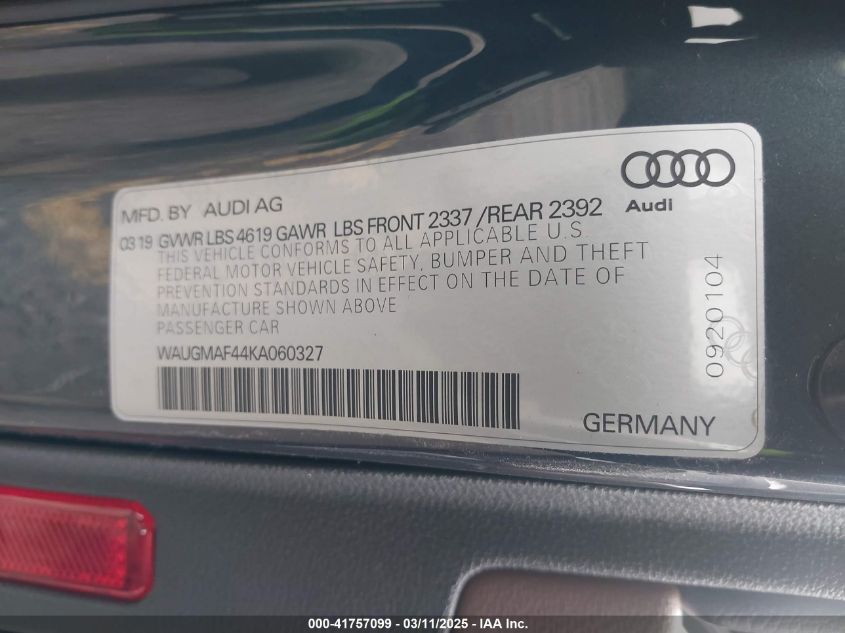 Audi
MFD. BY AUDI AG
0319 GVWR LBS 4619 GAWR LBS FRONT 2337 /REAR 2392
THIS VEHICLE CONFORMS TO ALL APPLICABLE U.S.
FEDERAL MOTOR VEHICLE SAFETY, BUMPER AND THEFT
PREVENTION STANDARDS IN EFFECT ON THE DATE OF
MANUFACTURE SHOWN ABOVE
PASSENGER CAR
WAUGMAF44KA060327
0920104
GERMANY
000-41757099 — 03/11/2025 — IAA Inc.